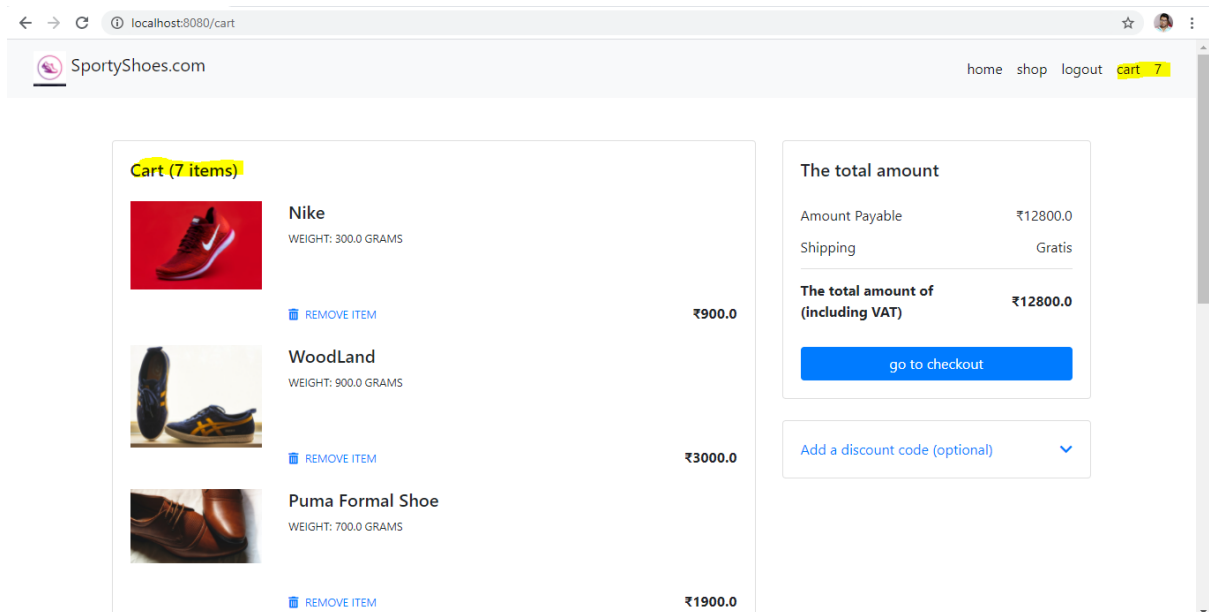 localhost:8080/cart
SportyShoes.com
home shop logout cart 7
Cart (7 items)
Nike
WEIGHT: 300.0 GRAMS
REMOVE ITEM ₹900.0
WoodLand
WEIGHT: 900.0 GRAMS
REMOVE ITEM ₹3000.0
Puma Formal Shoe
WEIGHT: 700.0 GRAMS
REMOVE ITEM ₹1900.0
The total amount
Amount Payable ₹12800.0
Shipping Gratis
The total amount of
(including VAT) ₹12800.0
go to checkout
Add a discount code (optional)